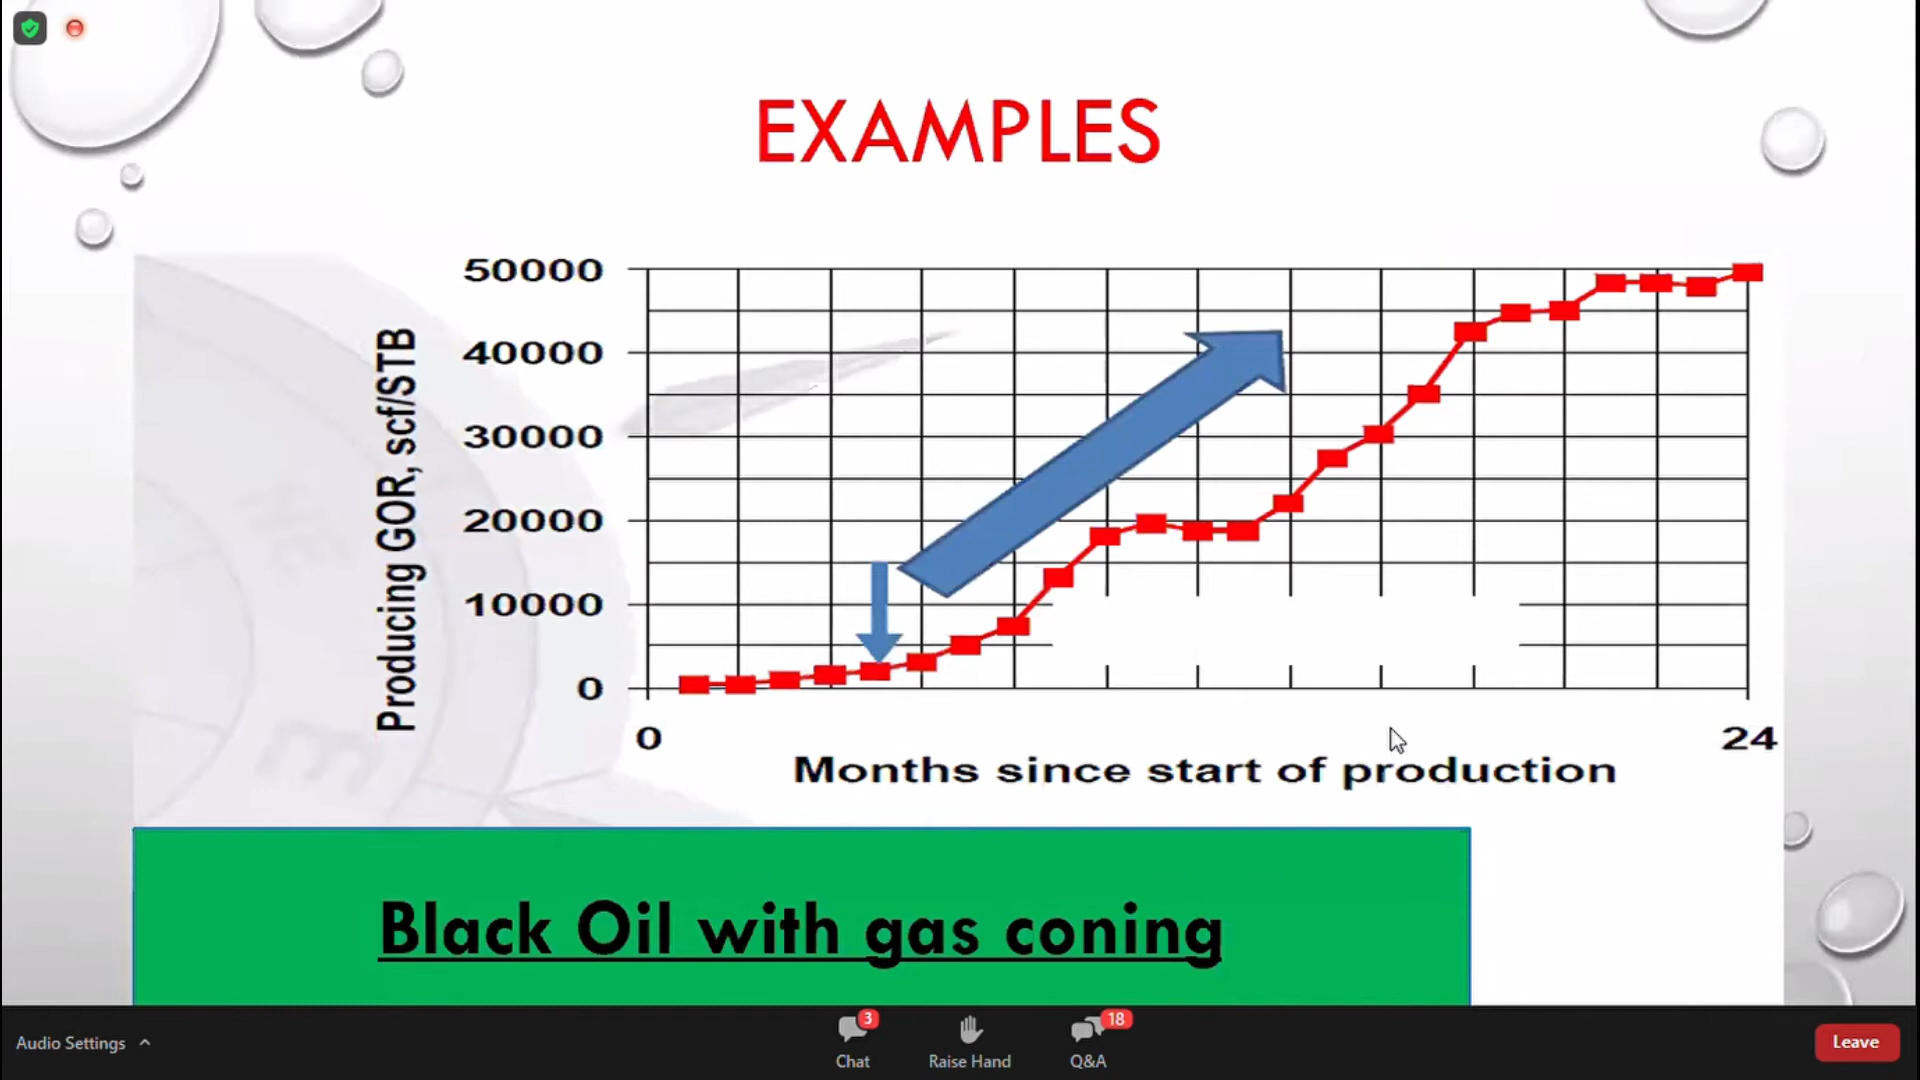 EXAMPLES
50000
40000
30000
20000
10000
0
Producing GOR, scf/STB
0
24
Months since start of production
Black Oil with gas coning
Audio Settings
3
Chat
Raise Hand
18
Q&A
Leave